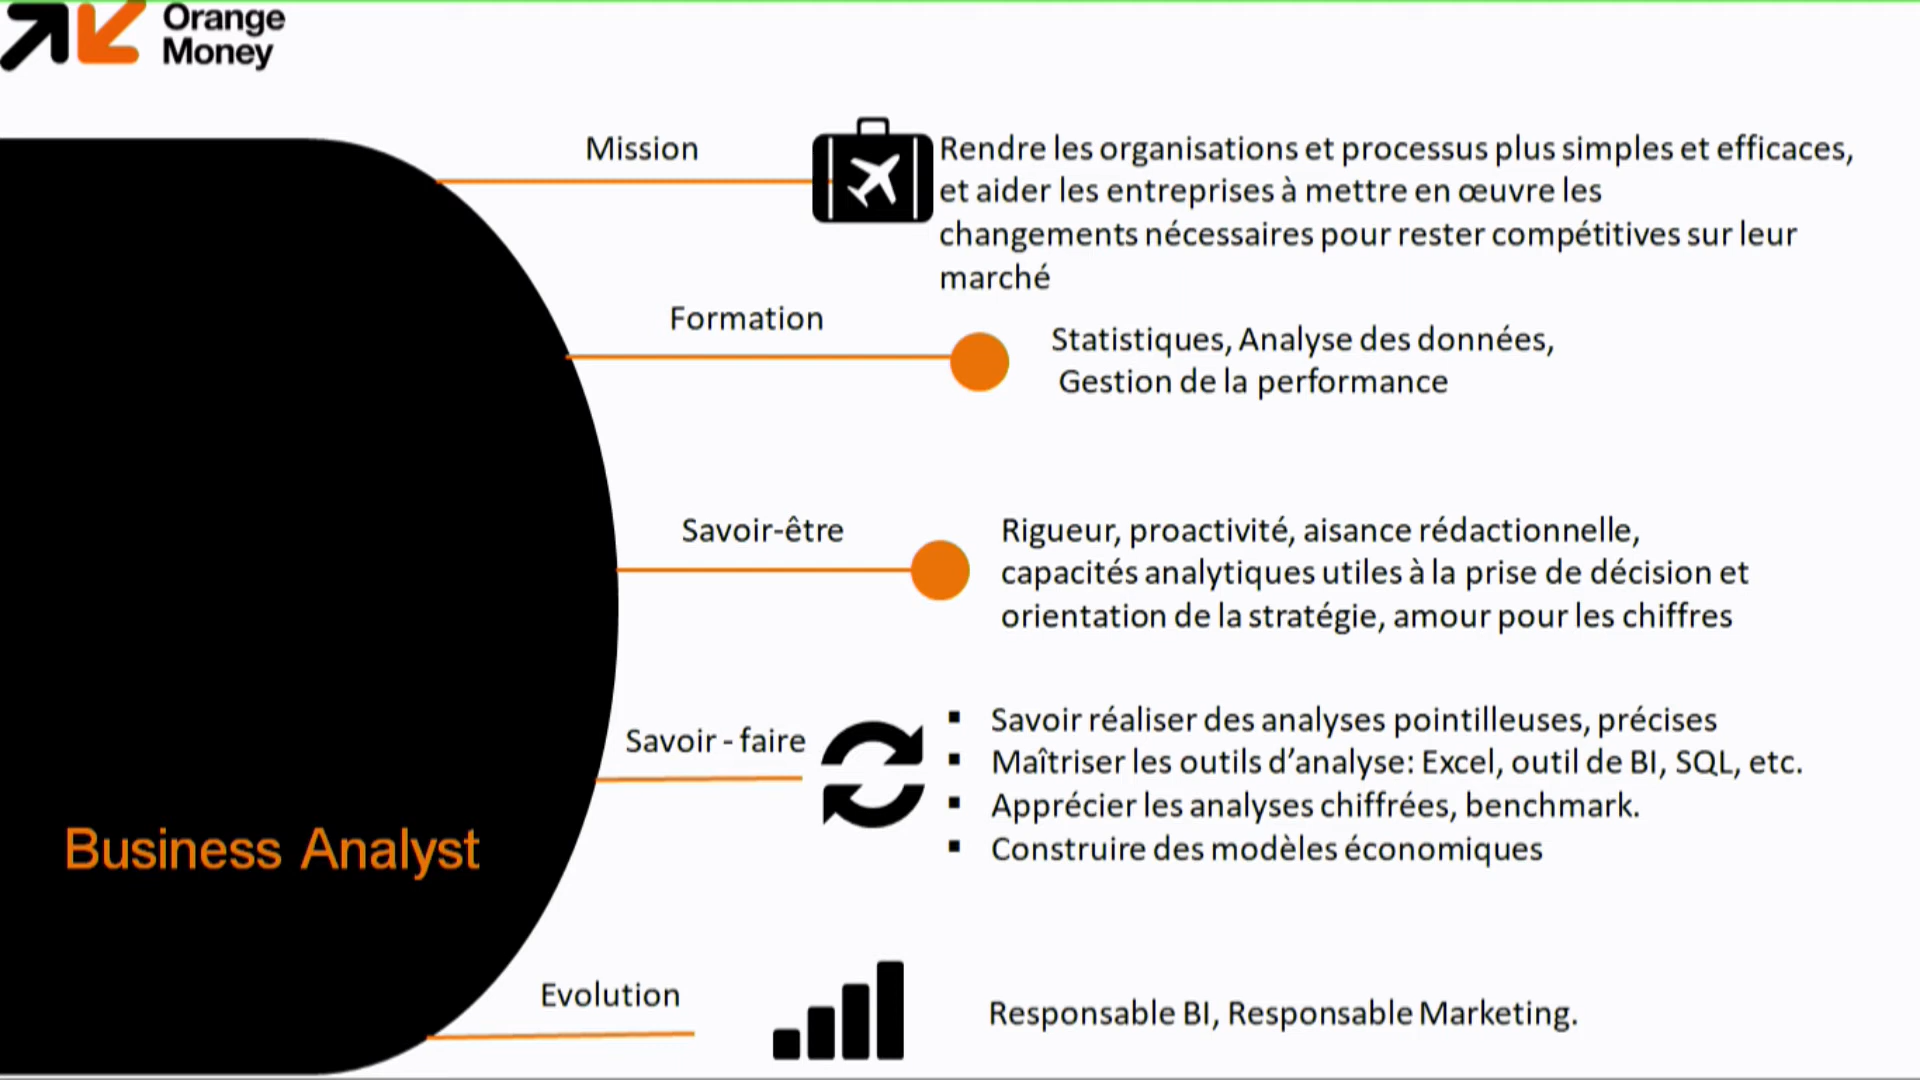 Orange
Money
Mission
Rendre les organisations et processus plus simples et efficaces,
et aider les entreprises à mettre en œuvre les
changements nécessaires pour rester compétitives sur leur
marché
Formation
Statistiques, Analyse des données,
Gestion de la performance
Savoir-être
Rigueur, proactivité, aisance rédactionnelle,
capacités analytiques utiles à la prise de décision et
orientation de la stratégie, amour pour les chiffres
Savoir - faire
▪ Savoir réaliser des analyses pointilleuses, précises
▪ Maîtriser les outils d’analyse: Excel, outil de BI, SQL, etc.
▪ Apprécier les analyses chiffrées, benchmark.
▪ Construire des modèles économiques
Business Analyst
Evolution
Responsable BI, Responsable Marketing.